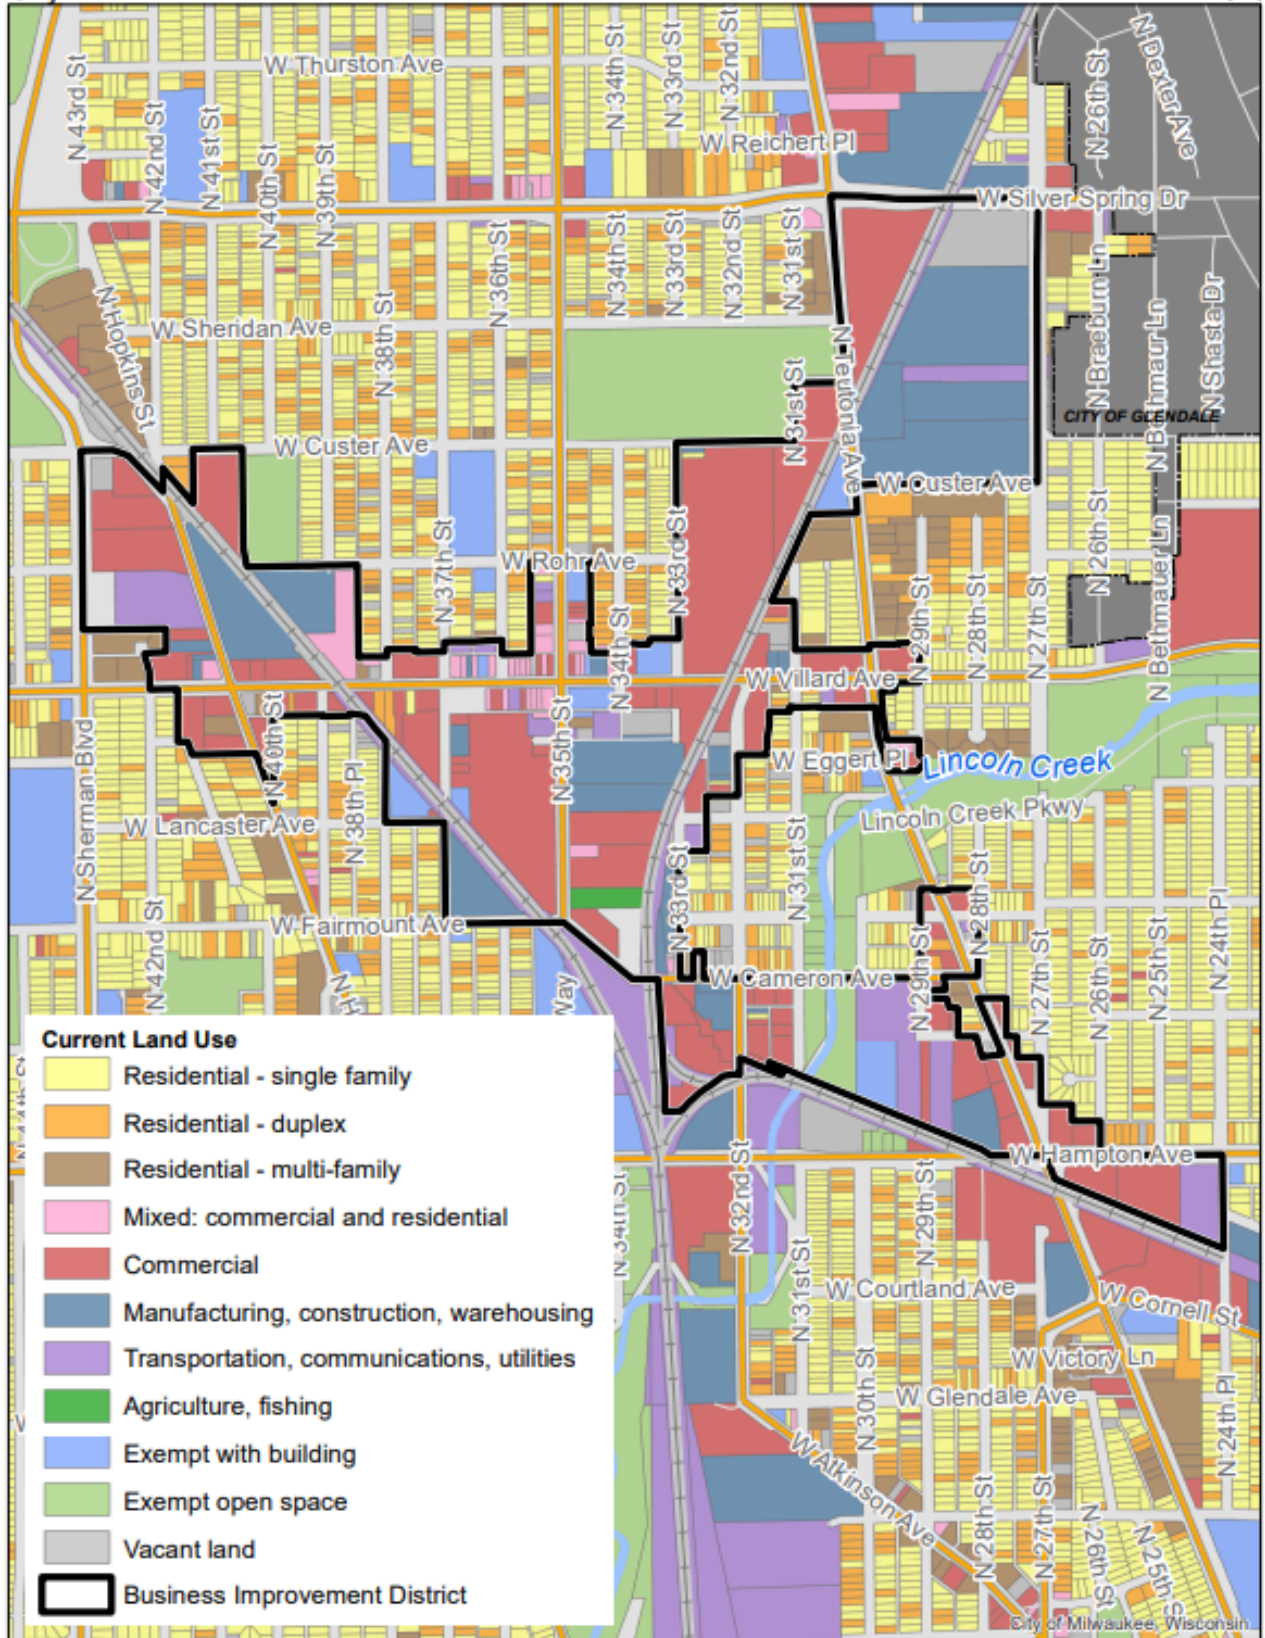 W Thurston Ave
N 43rd St
N 42nd St
N 41st St
N 40th St
N 39th St
N 34th St
N 33rd St
N 32nd St
N 26th St
N Dexter Ave
W Reichert Pl
W Silver Spring Dr
N 36th St
N 34th St
N 33rd St
N 32nd St
N 31st St
N Hopkins St
W Sheridan Ave
N 38th St
N Teutonia Ave
N 31st St
N Braeburn Ln
N Bethmaur Ln
N Shasta Dr
CITY OF GLENDALE
W Custer Ave
W Custer Ave
N 37th St
W Rohr Ave
N 33rd St
N 34th St
N 29th St
N 28th St
N 27th St
N 26th St
N Bethmauer Ln
W Villard Ave
N Sherman Blvd
N 40th St
N 38th Pl
N 35th St
W Eggert Pl
Lincoln Creek
Lincoln Creek Pkwy
W Lancaster Ave
N 42nd St
W Fairmount Ave
N 33rd St
N 31st St
N 29th St
N 28th St
N 27th St
N 26th St
N 25th St
N 24th Pl
W Cameron Ave
N H
Way
N 44th St
W Hampton Ave
N 34th St
N 32nd St
N 31st St
N 29th St
W Courtland Ave
W Cornell St
W Victory Ln
N 30th St
W Glendale Ave
N 24th Pl
W Atkinson Ave
N 28th St
N 27th St
N 26th St
N 25th S
City of Milwaukee, Wisconsin
Current Land Use
Residential - single family
Residential - duplex
Residential - multi-family
Mixed: commercial and residential
Commercial
Manufacturing, construction, warehousing
Transportation, communications, utilities
Agriculture, fishing
Exempt with building
Exempt open space
Vacant land
Business Improvement District